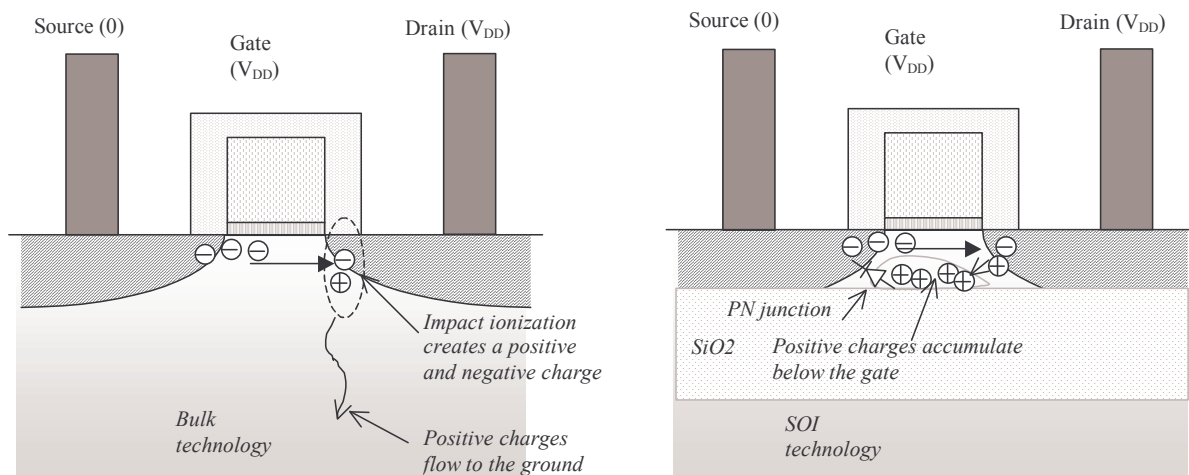 Source (0)
Gate
(VDD)
Drain (VDD)
Impact ionization
creates a positive
and negative charge
Bulk
technology
Positive charges
flow to the ground
Source (0)
Gate
(VDD)
Drain (VDD)
PN junction
SiO2
Positive charges accumulate
below the gate
SOI
technology